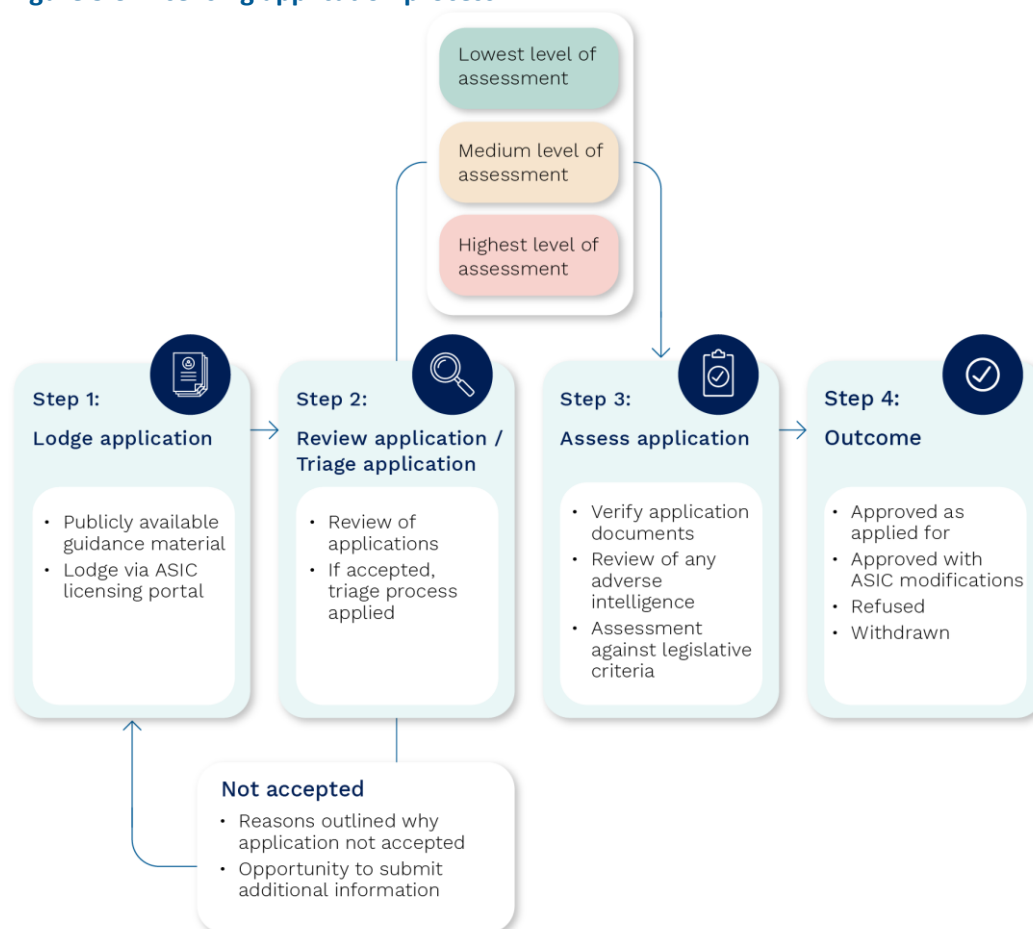 Lowest level of
assessment
Medium level of
assessment
Highest level of
assessment
Step 1:
Lodge application
• Publicly available
guidance material
• Lodge via ASIC
licensing portal
Step 2:
Review application /
Triage application
• Review of
applications
• If accepted,
triage process
applied
Step 3:
Assess application
• Verify application
documents
• Review of any
adverse
intelligence
• Assessment
against legislative
criteria
Step 4:
Outcome
• Approved as
applied for
• Approved with
ASIC modifications
• Refused
• Withdrawn
Not accepted
• Reasons outlined why
application not accepted
• Opportunity to submit
additional information